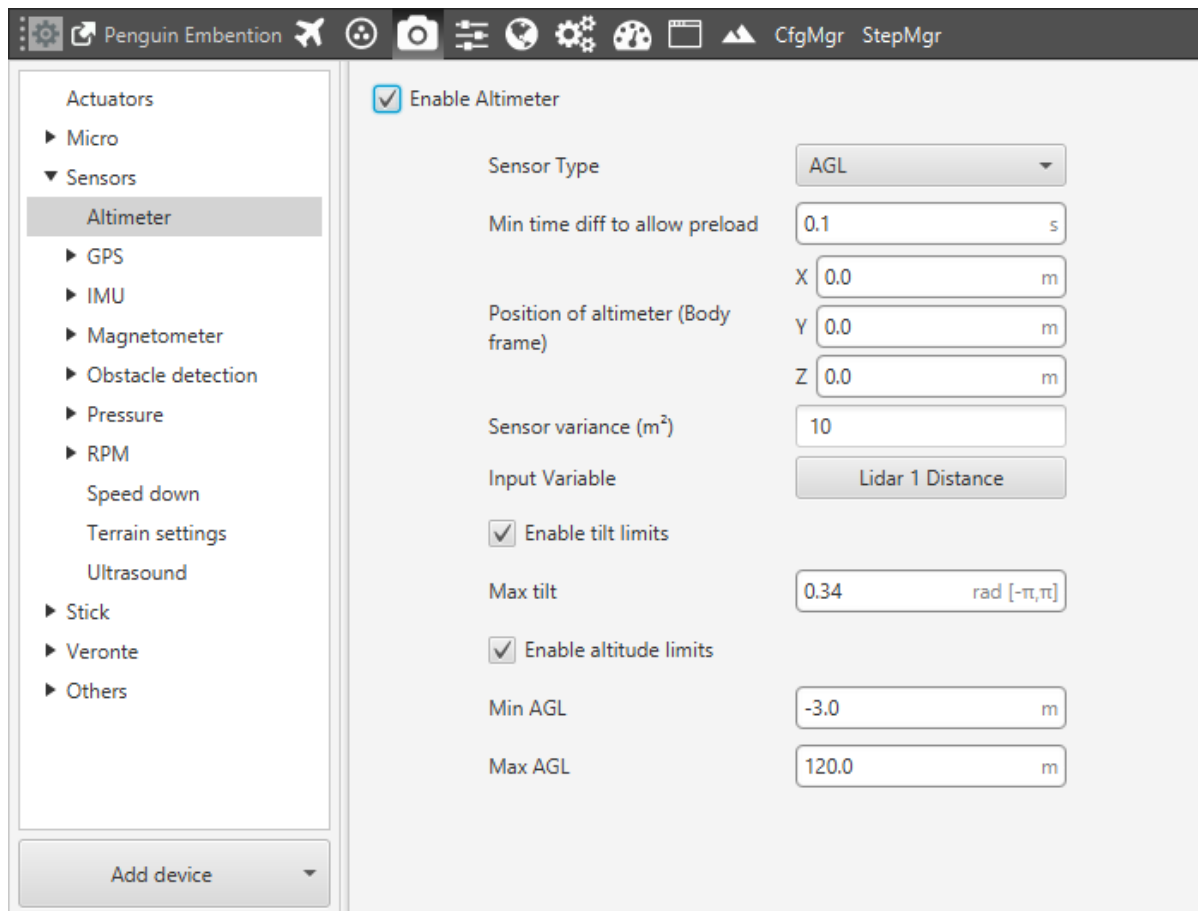 Penguin Embention CfgMgr StepMgr
Actuators
Micro
Sensors
Altimeter
GPS
IMU
Magnetometer
Obstacle detection
Pressure
RPM
Speed down
Terrain settings
Ultrasound
Stick
Veronte
Others
Add device
Enable Altimeter
Sensor Type AGL
Min time diff to allow preload 0.1 s
Position of altimeter (Body
frame)
X 0.0 m
Y 0.0 m
Z 0.0 m
Sensor variance (m²) 10
Input Variable Lidar 1 Distance
Enable tilt limits
Max tilt 0.34 rad [-π,π]
Enable altitude limits
Min AGL -3.0 m
Max AGL 120.0 m